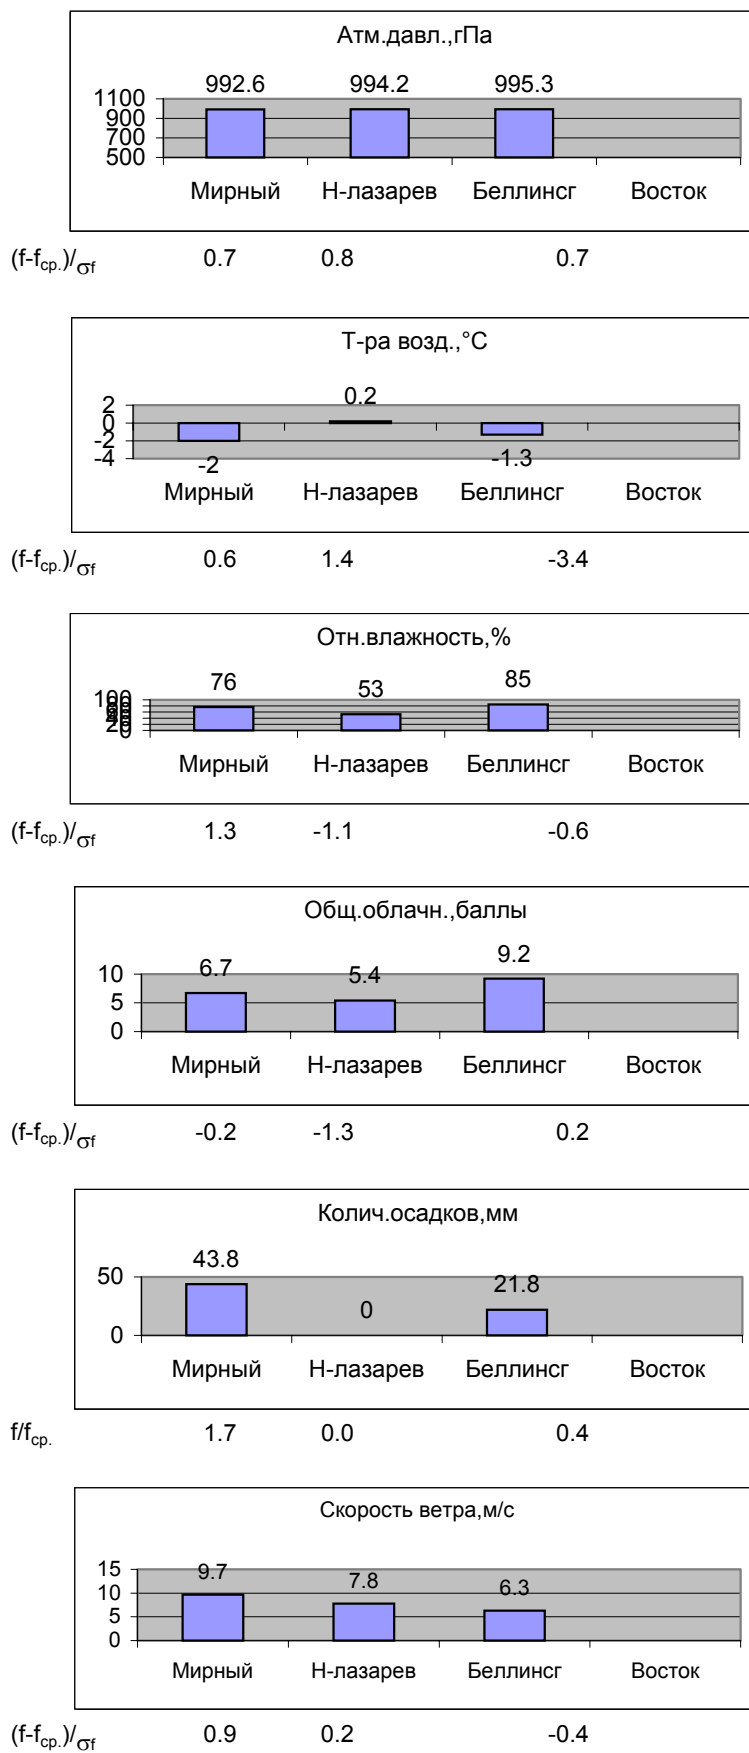 Атм.давл.,гПа
992.6 994.2 995.3
1100
900
700
500
Мирный Н-лазарев Беллинсг Восток
(f-fср.)/σf 0.7 0.8 0.7
Т-ра возд.,°С
0.2
2
0
-2
-4
-2 -1.3
Мирный Н-лазарев Беллинсг Восток
(f-fср.)/σf 0.6 1.4 -3.4
Отн.влажность,%
76 53 85
100
80
60
40
20
0
Мирный Н-лазарев Беллинсг Восток
(f-fср.)/σf 1.3 -1.1 -0.6
Общ.облачн.,баллы
6.7 5.4 9.2
10
5
0
Мирный Н-лазарев Беллинсг Восток
(f-fср.)/σf -0.2 -1.3 0.2
Колич.осадков,мм
43.8 0 21.8
50
0
Мирный Н-лазарев Беллинсг Восток
f/fср. 1.7 0.0 0.4
Скорость ветра,м/с
9.7 7.8 6.3
15
10
5
0
Мирный Н-лазарев Беллинсг Восток
(f-fср.)/σf 0.9 0.2 -0.4